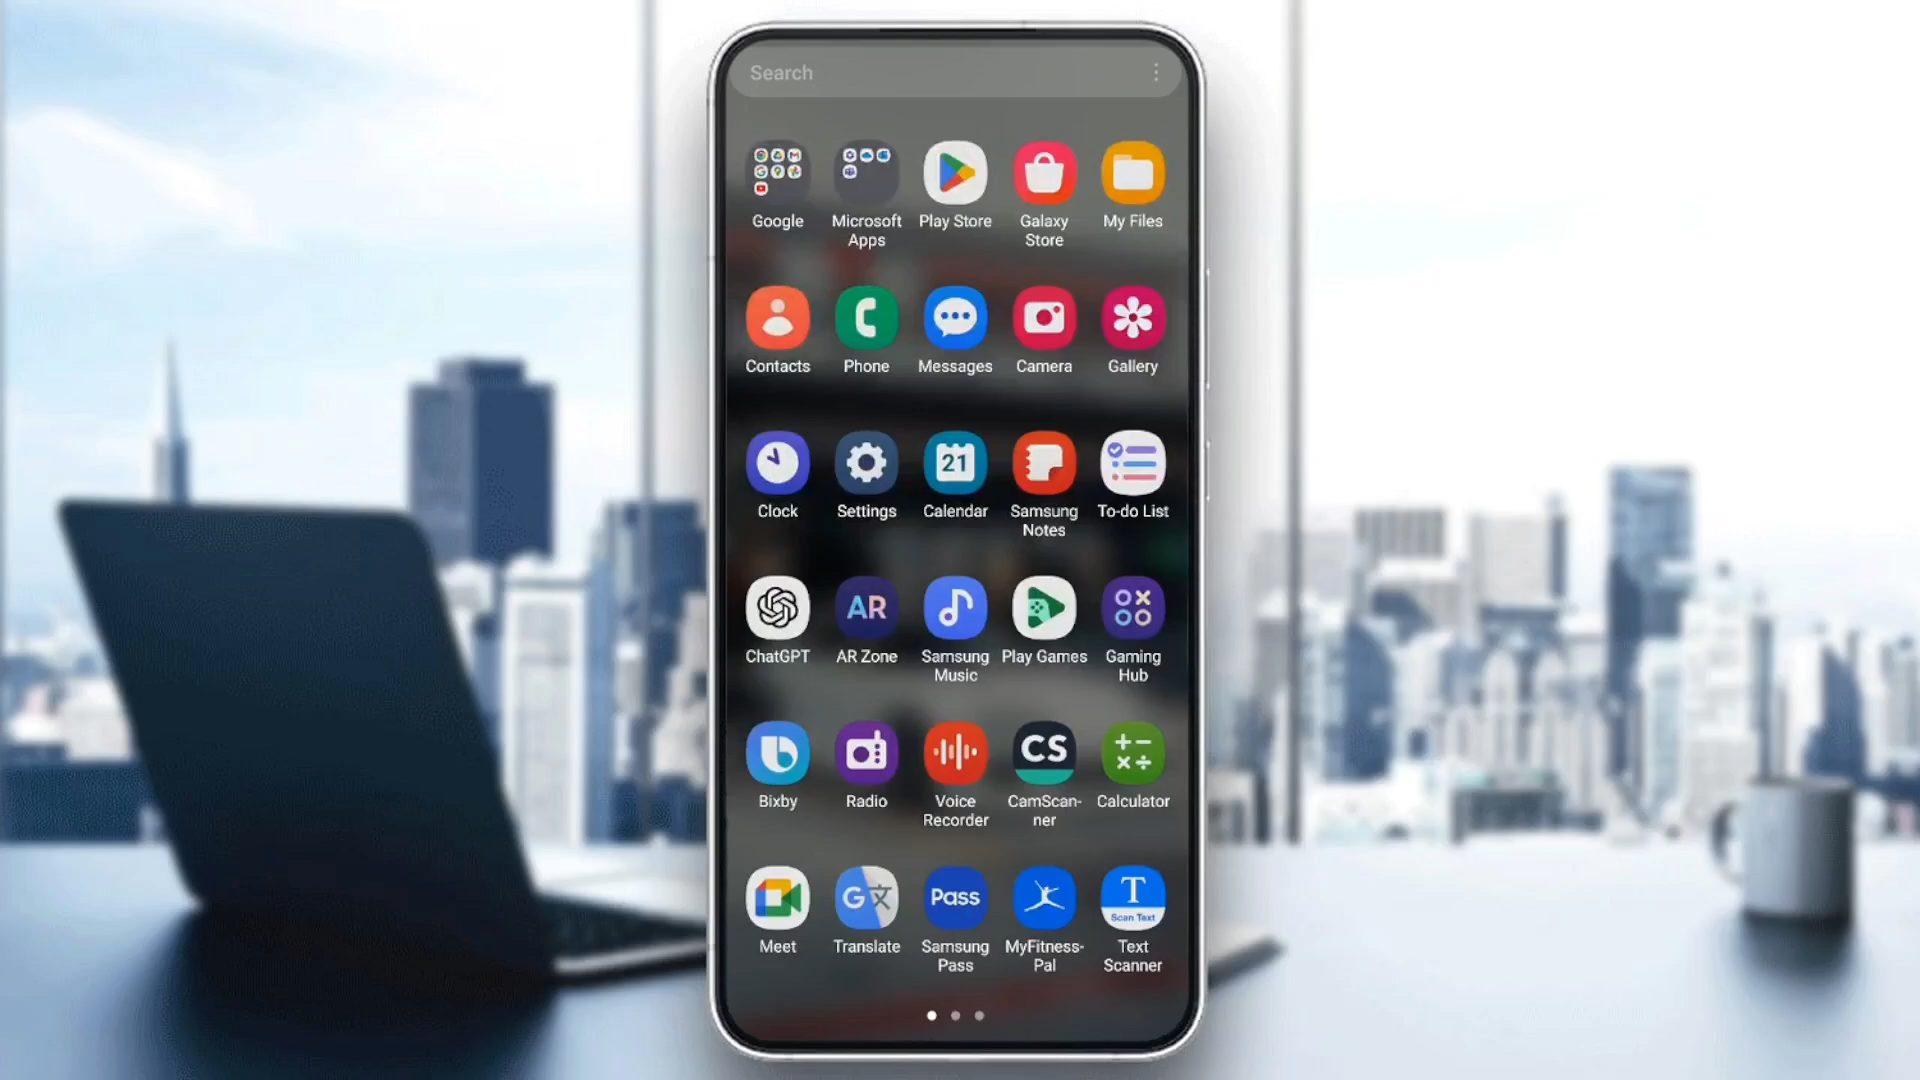 Search
Google
Microsoft
Apps
Play Store
Galaxy
Store
My Files
Contacts
Phone
Messages
Camera
Gallery
21
Clock
Settings
Calendar
Samsung
Notes
To-do List
AR
ChatGPT
AR Zone
Samsung
Music
Play Games
Gaming
Hub
CS
Bixby
Radio
Voice
Recorder
CamScan-
ner
Calculator
G文
Pass
T
Scan Text
Meet
Translate
Samsung
Pass
MyFitness-
Pal
Text
Scanner